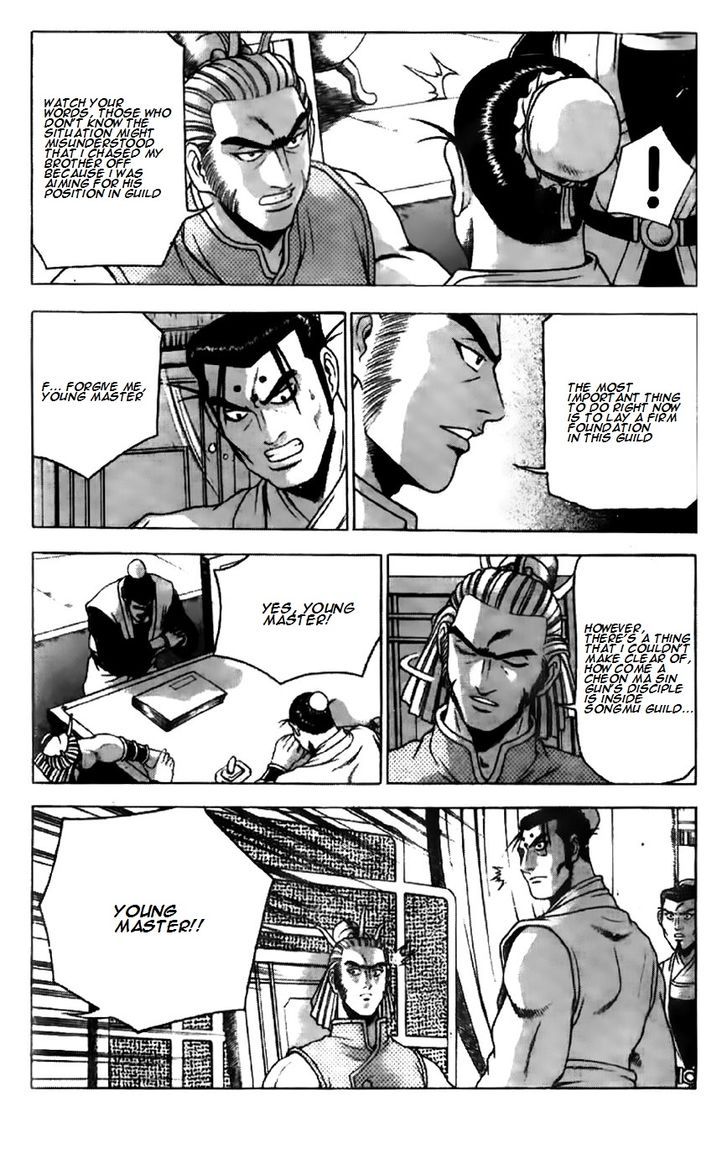 WATCH YOUR
WORDS, THOSE WHO
DON'T KNOW THE
SITUATION MIGHT
MISUNDERSTOOD
THAT I CHASED MY
BROTHER OFF
BECAUSE I WAS
AIMING FOR HIS
POSITION IN GUILD
!
F... FORGIVE ME,
YOUNG MASTER
THE MOST
IMPORTANT THING
TO DO RIGHT NOW
IS TO LAY A FIRM
FOUNDATION
IN THIS GUILD
YES, YOUNG
MASTER!
HOWEVER,
THERE'S A THING
THAT I COULDN'T
MAKE CLEAR OF,
HOW COME A
CHEON MA SIN
GUN'S DISCIPLE
IS INSIDE
SONGMU GUILD...
YOUNG
MASTER!!